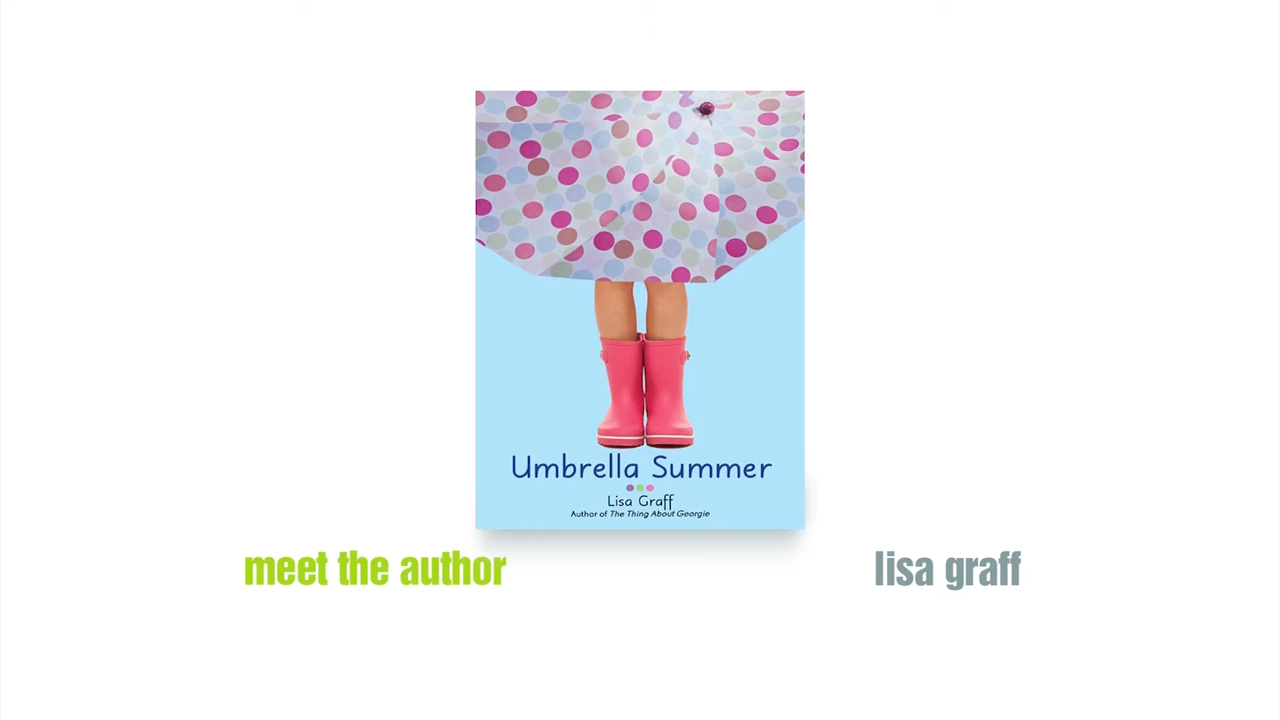 Umbrella Summer
Lisa Graff
Author of The Thing About Georgie
meet the author
lisa graff